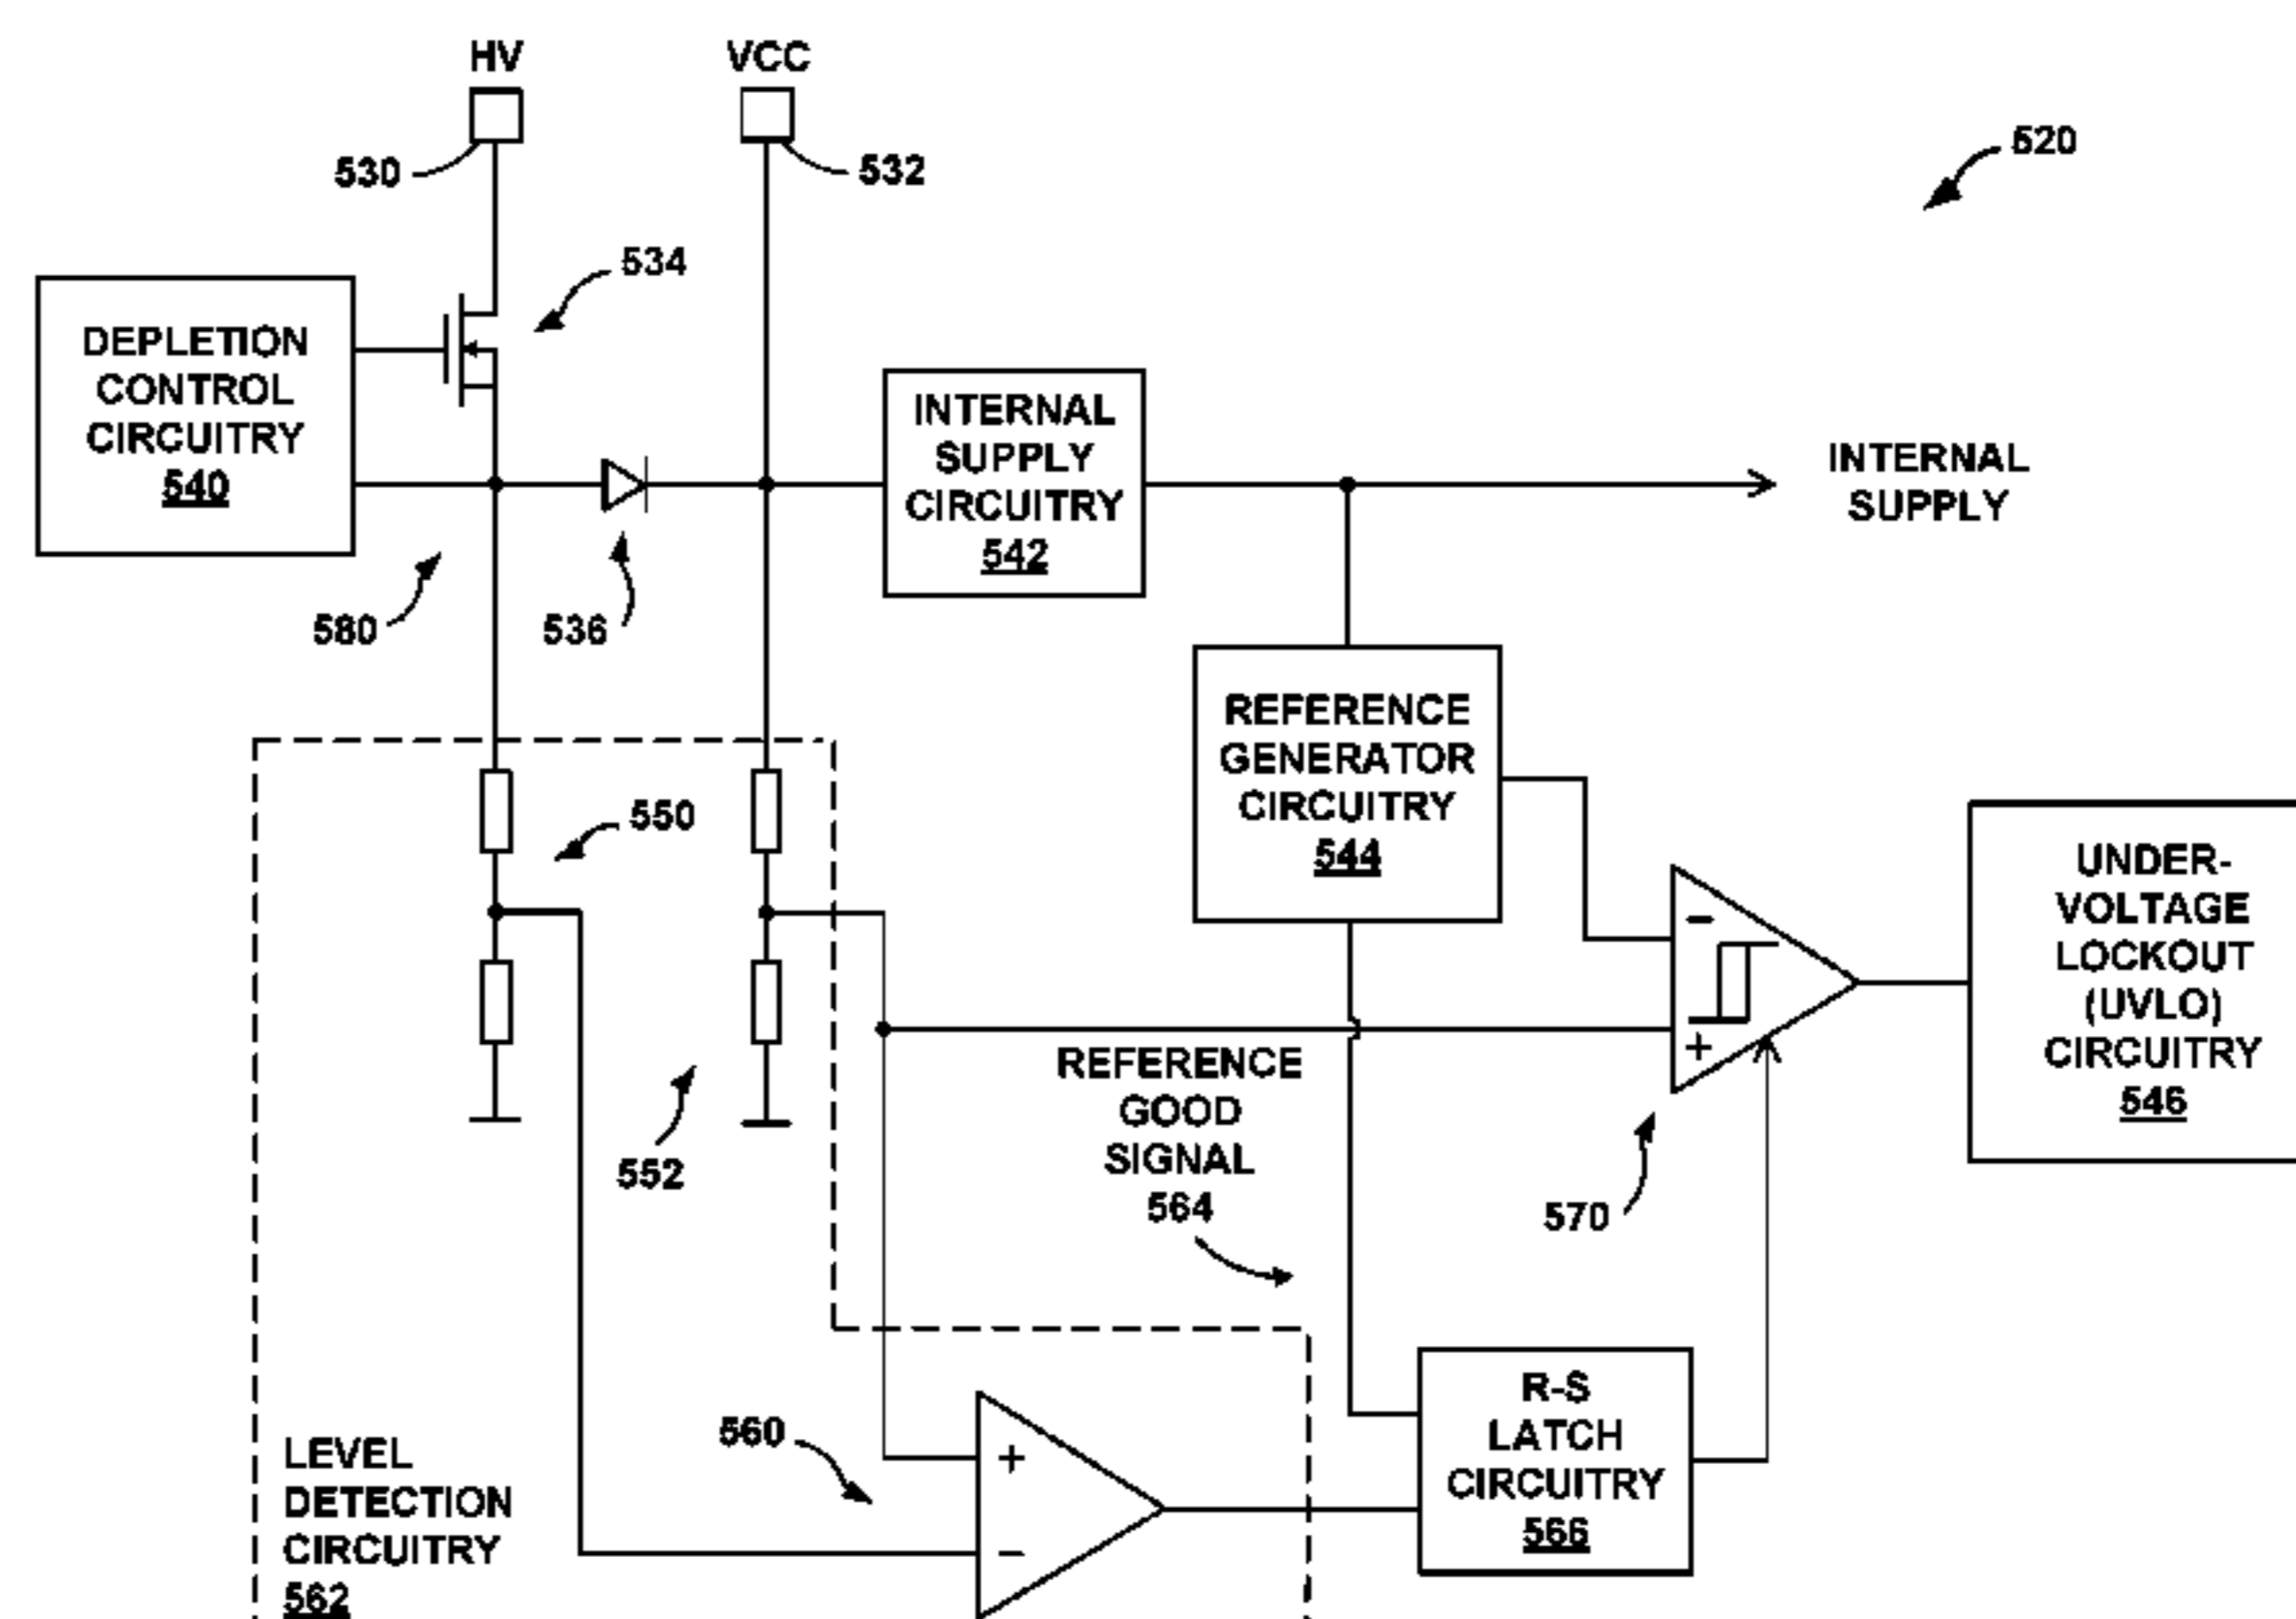 HV
VCC
530
532
520
534
DEPLETION
CONTROL
CIRCUITRY
540
INTERNAL
SUPPLY
CIRCUITRY
542
INTERNAL
SUPPLY
580
536
REFERENCE
GENERATOR
CIRCUITRY
544
550
UNDER-
VOLTAGE
LOCKOUT
(UVLO)
CIRCUITRY
546
−
+
552
REFERENCE
GOOD
SIGNAL
564
570
560
+
−
R-S
LATCH
CIRCUITRY
566
LEVEL
DETECTION
CIRCUITRY
562